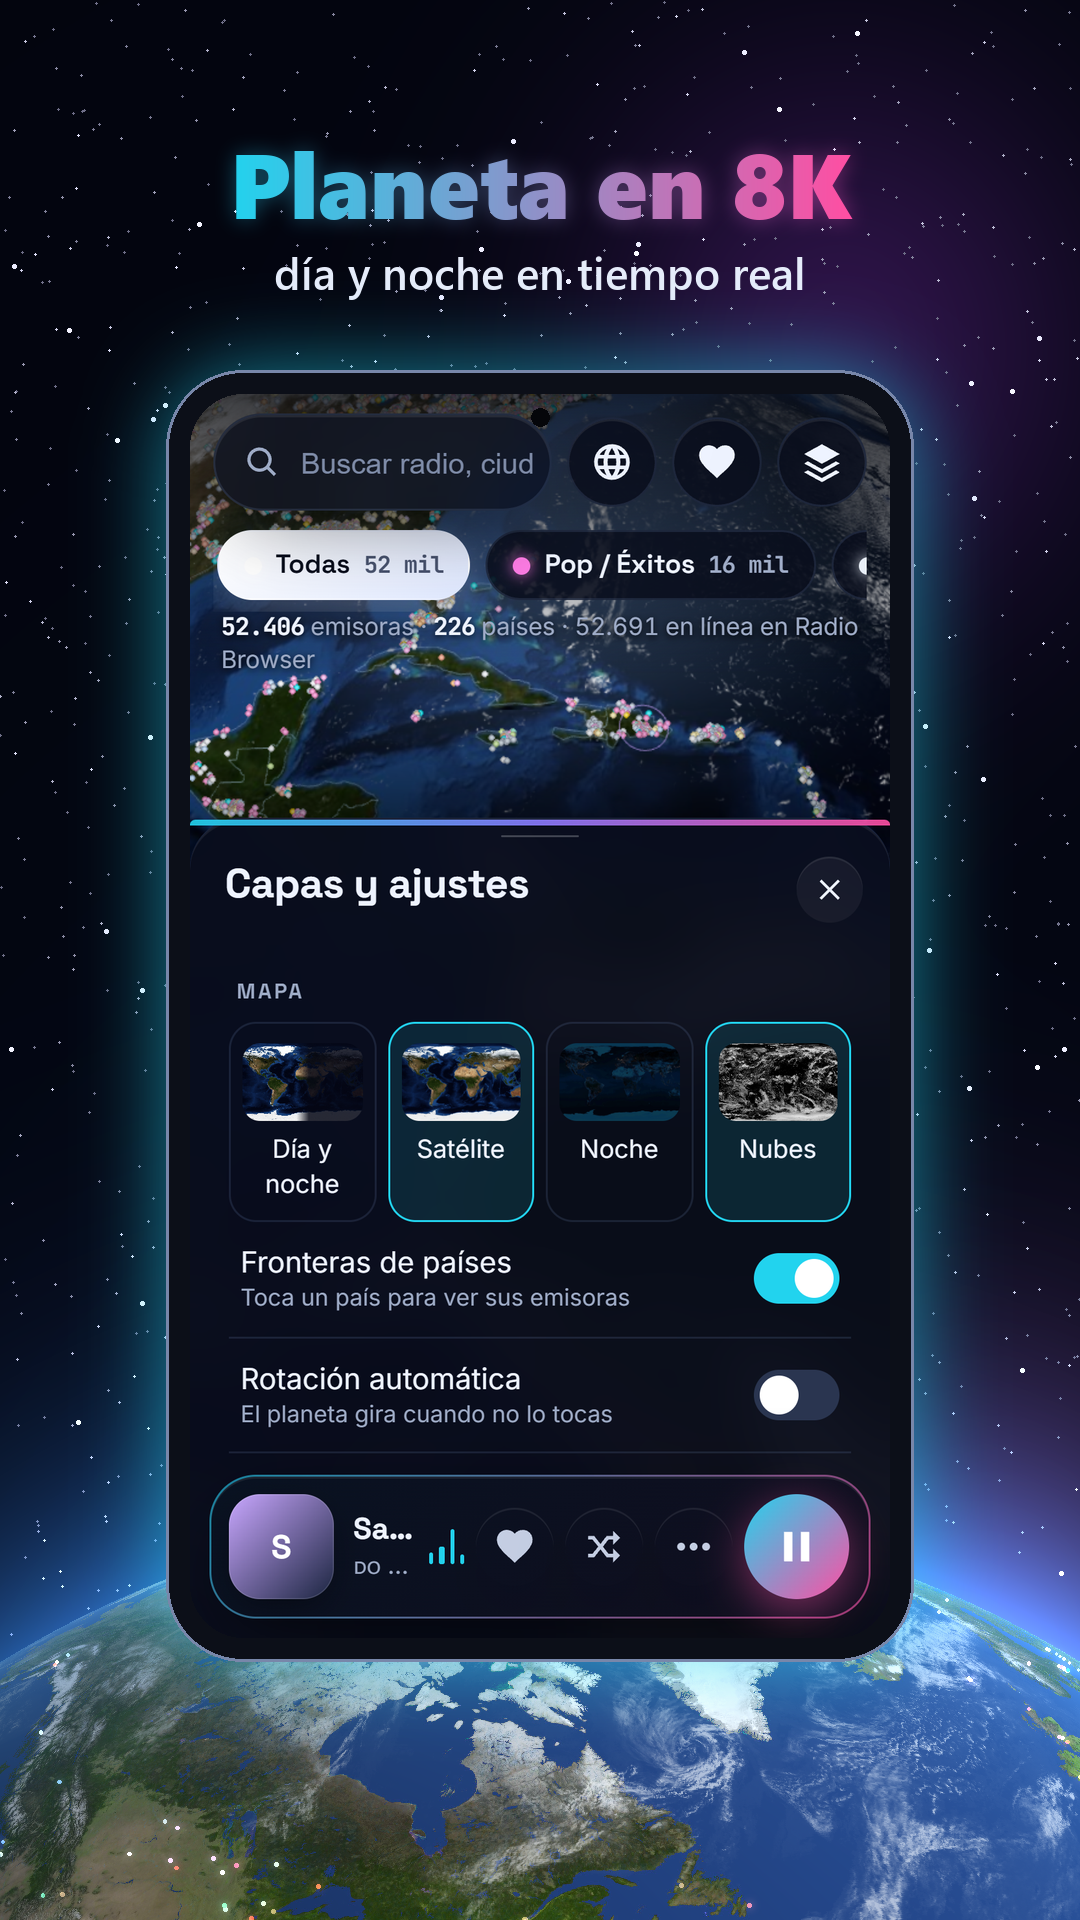 Planeta en 8K
día y noche en tiempo real
Buscar radio, ciud
Todas 52 mil
Pop / Éxitos 16 mil
52.406 emisoras · 226 países · 52.691 en línea en Radio
Browser
Capas y ajustes
MAPA
Día y
noche
Satélite
Noche
Nubes
Fronteras de países
Toca un país para ver sus emisoras
Rotación automática
El planeta gira cuando no lo tocas
S
Sa...
DO ...